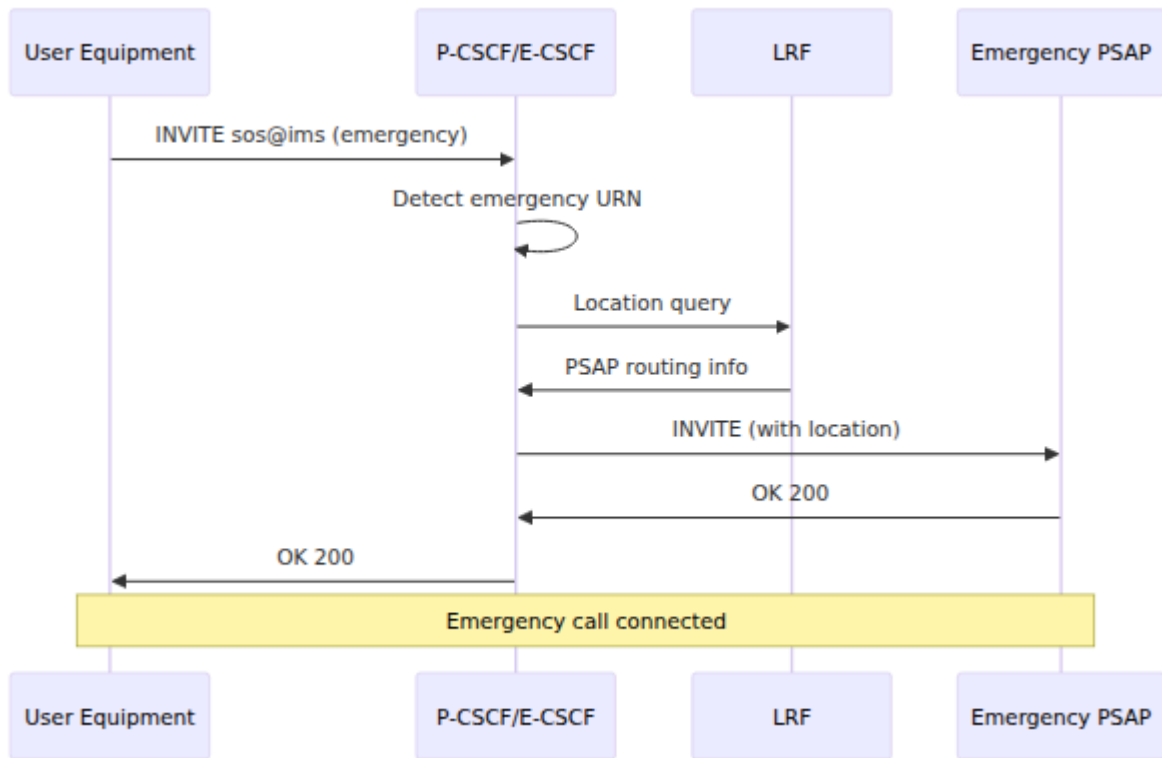 User Equipment P-CSCF/E-CSCF LRF Emergency PSAP
INVITE sos@ims (emergency)
Detect emergency URN
Location query
PSAP routing info
INVITE (with location)
OK 200
OK 200
Emergency call connected
User Equipment P-CSCF/E-CSCF LRF Emergency PSAP